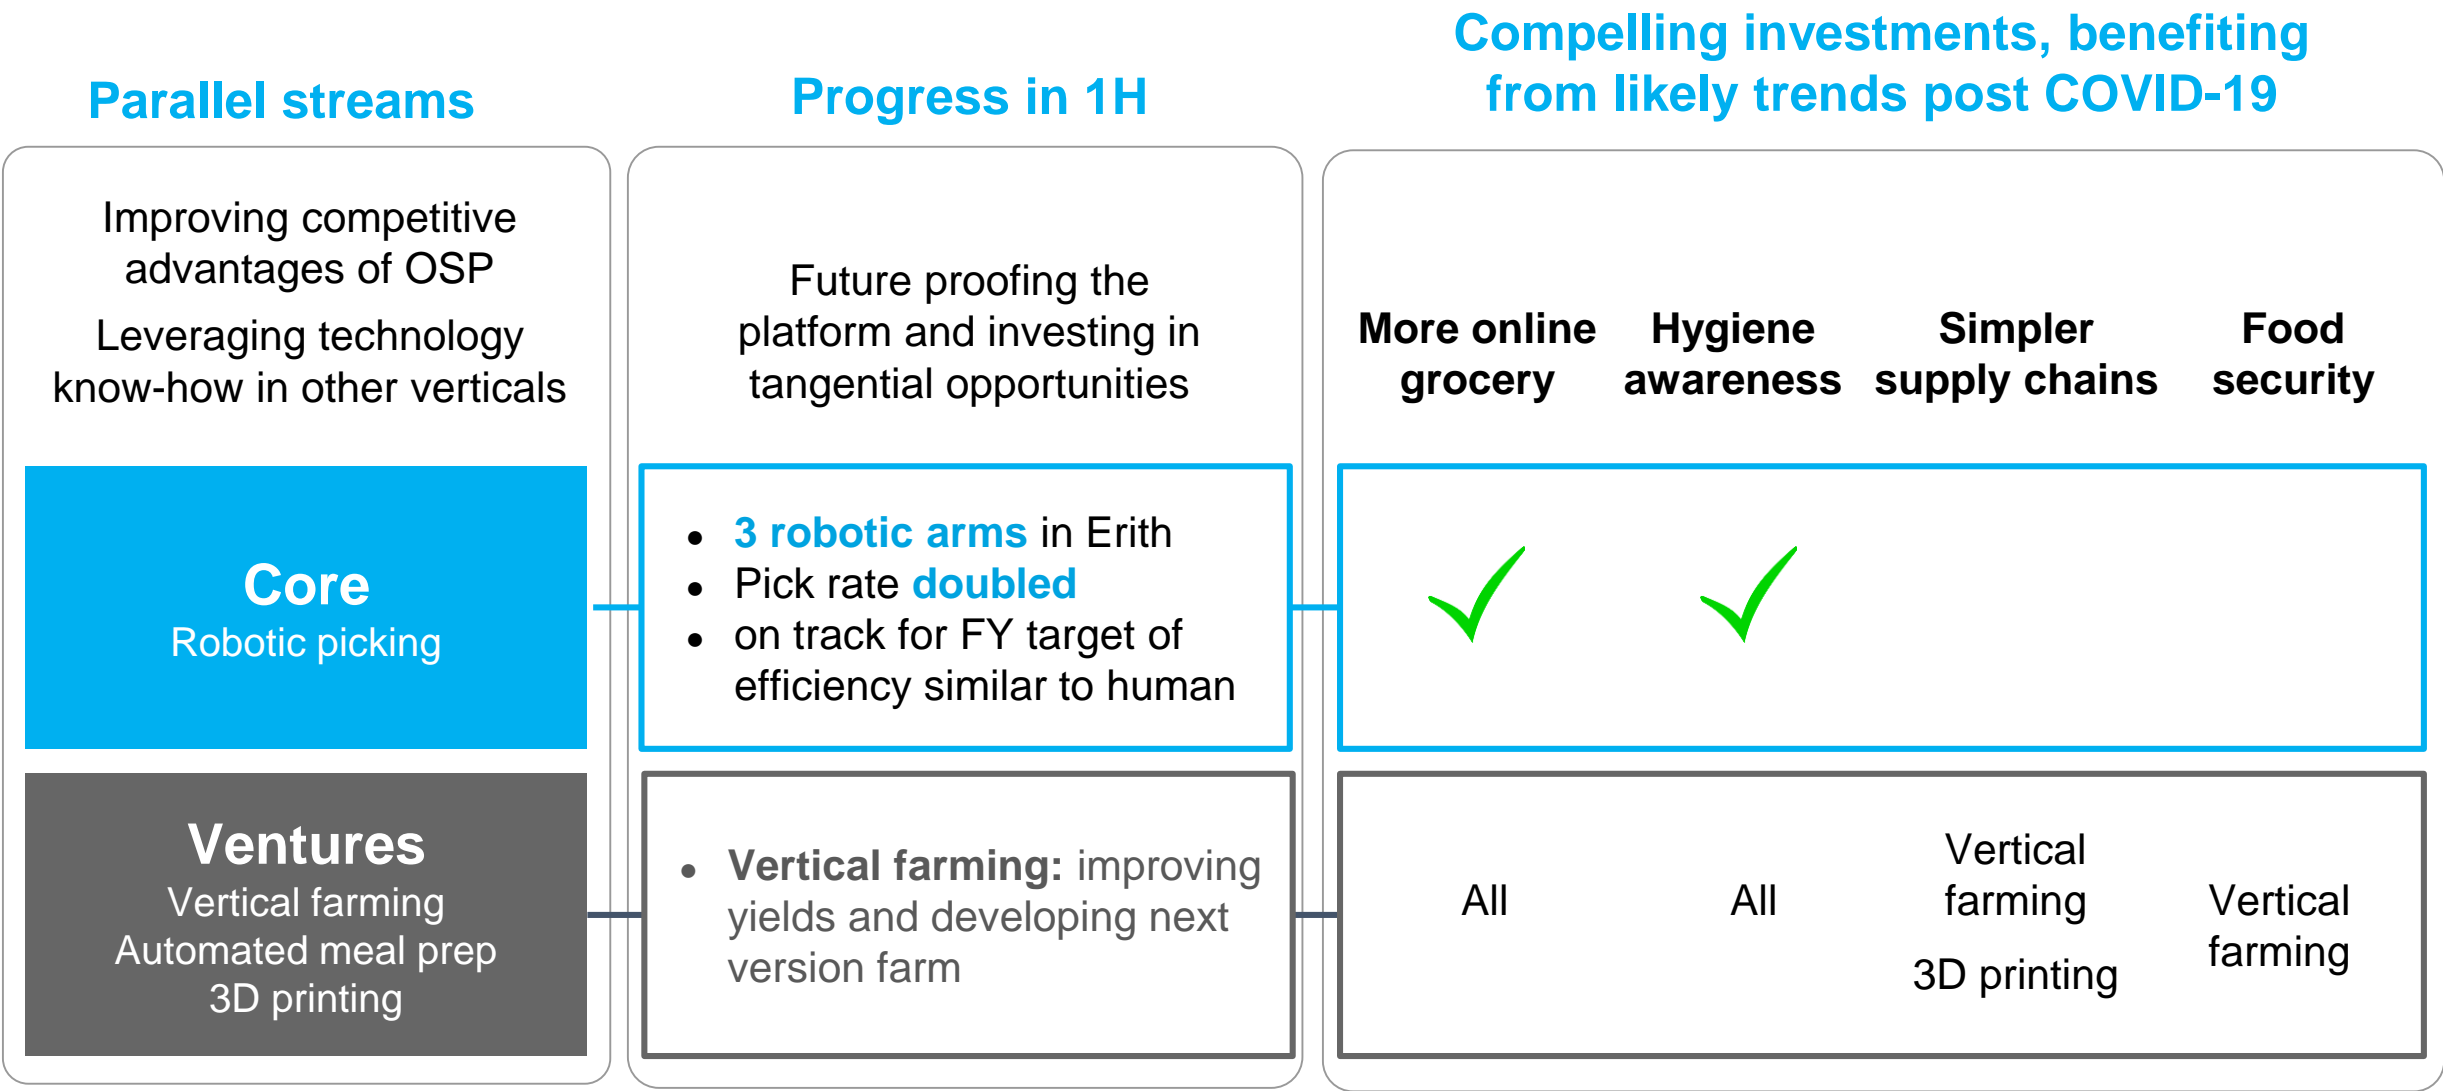 Parallel streams
Improving competitive
advantages of OSP
Leveraging technology
know-how in other verticals
Progress in 1H
Future proofing the
platform and investing in
tangential opportunities
Compelling investments, benefiting
from likely trends post COVID-19
More online
grocery
Hygiene
awareness
Simpler
supply chains
Food
security
Core
Robotic picking
• 3 robotic arms in Erith
• Pick rate doubled
• on track for FY target of
efficiency similar to human
Ventures
Vertical farming
Automated meal prep
3D printing
• Vertical farming: improving
yields and developing next
version farm
All
All
Vertical
farming
3D printing
Vertical
farming